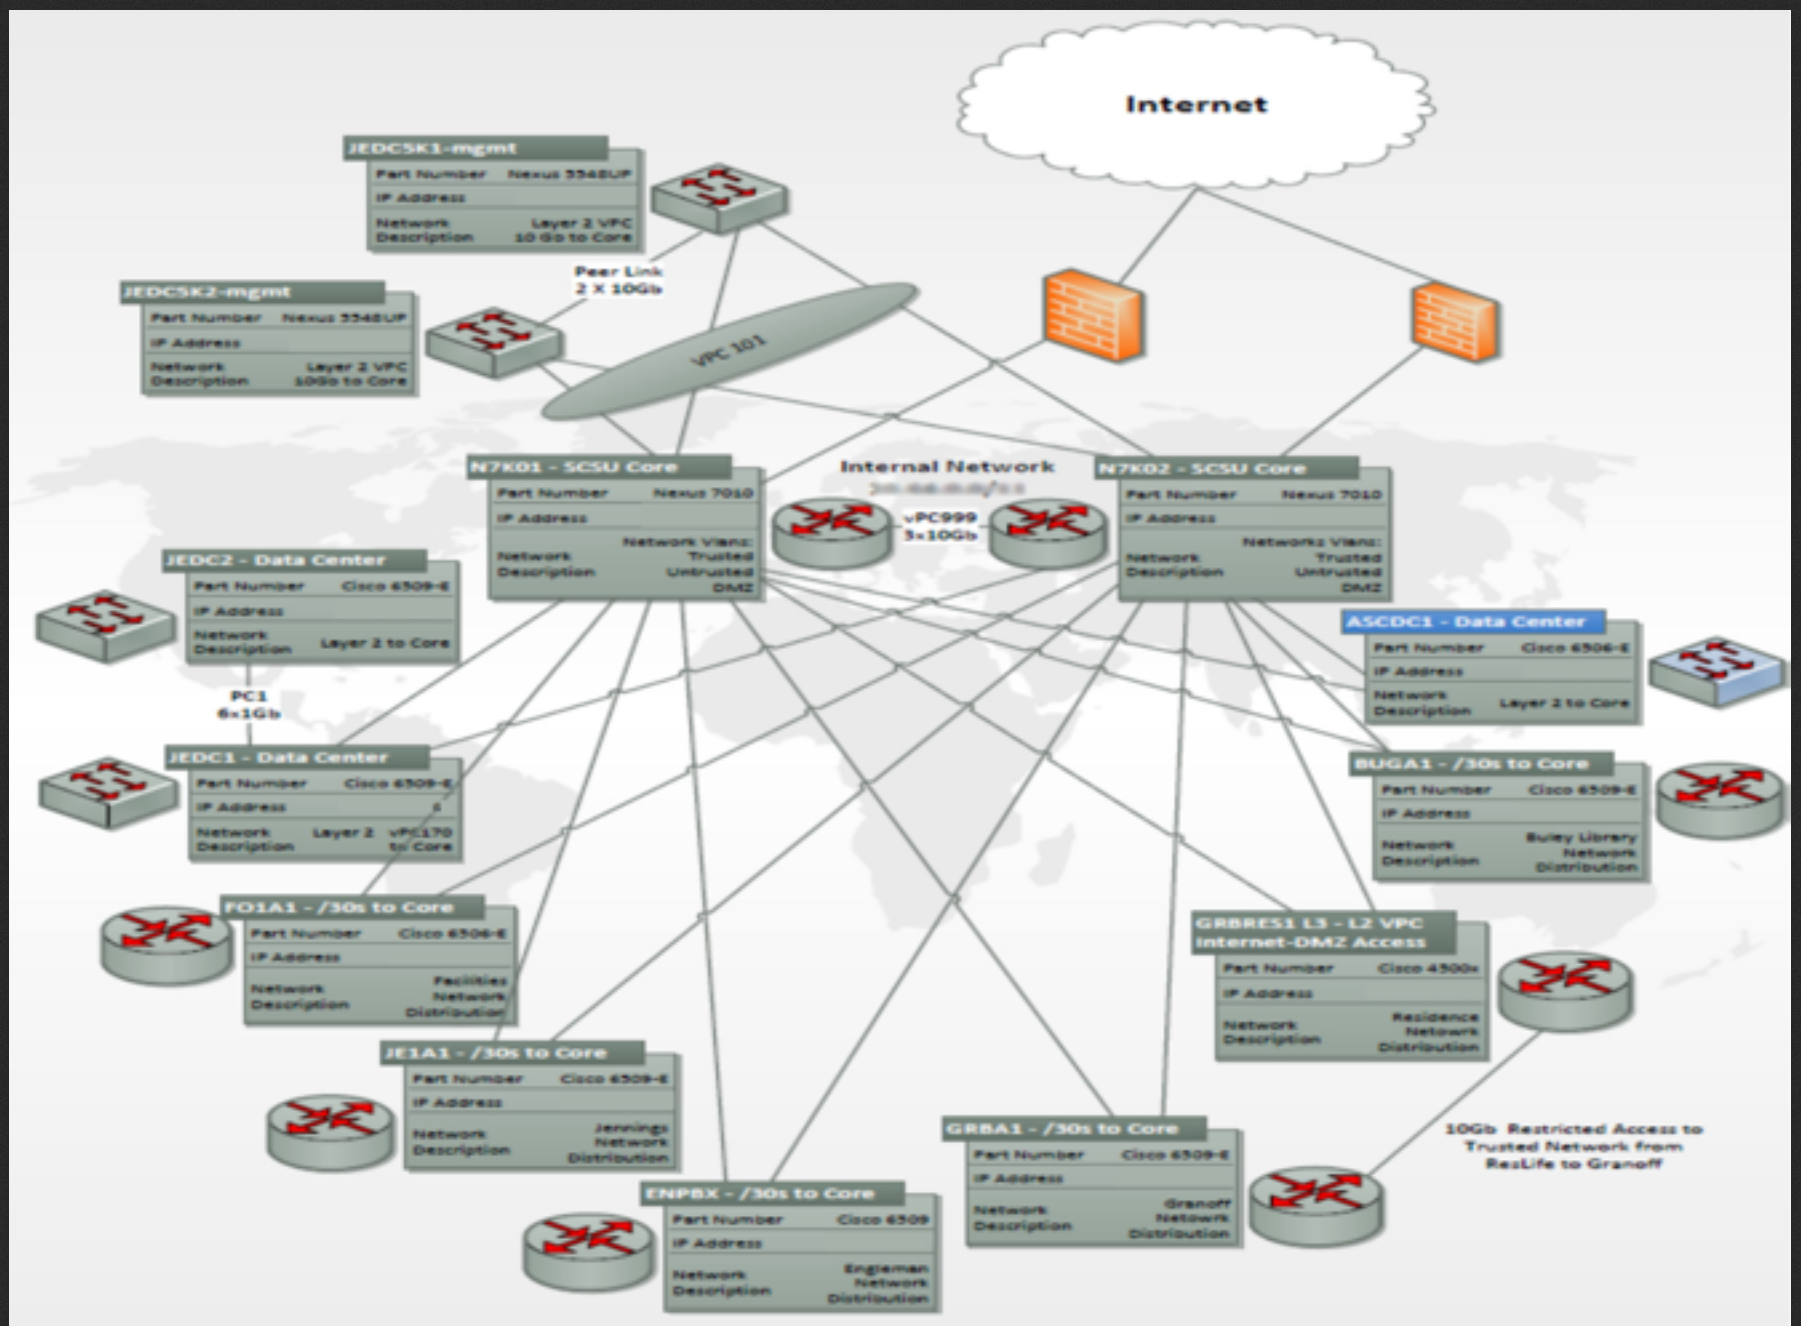 Internet
JEDC5K1-mgmt
Part Number Nexus 5548UP
IP Address
Network Description Layer 2 VPC
10 Gb to Core
Peer Link
2 X 10Gb
JEDC5K2-mgmt
Part Number Nexus 5548UP
IP Address
Network Description Layer 2 VPC
10Gb to Core
VPC 101
N7K01 - SCSU Core
Part Number Nexus 7010
IP Address
Network Description Network Vlans:
Trusted
Untrusted
DMZ
Internal Network
vPC999
3x10Gb
N7K02 - SCSU Core
Part Number Nexus 7010
IP Address
Network Description Networks Vlans:
Trusted
Untrusted
DMZ
JEDC2 - Data Center
Part Number Cisco 6509-E
IP Address
Network Description Layer 2 to Core
PC1
6x1Gb
JEDC1 - Data Center
Part Number Cisco 6509-E
IP Address
Network Description Layer 2 vPC170
to Core
ASCDC1 - Data Center
Part Number Cisco 6506-E
IP Address
Network Description Layer 2 to Core
BUGA1 - /30s to Core
Part Number Cisco 6509-E
IP Address
Network Description Buley Library
Network
Distribution
FO1A1 - /30s to Core
Part Number Cisco 6506-E
IP Address
Network Description Facilities
Network
Distribution
GRBRES1 L3 - L2 VPC
Internet-DMZ Access
Part Number Cisco 4500x
IP Address
Network Description Residence
Netowrk
Distribution
JE1A1 - /30s to Core
Part Number Cisco 6509-E
IP Address
Network Description Jennings
Network
Distribution
GRBA1 - /30s to Core
Part Number Cisco 6509-E
IP Address
Network Description Granoff
Netowrk
Distribution
10Gb Restricted Access to
Trusted Network from
ResLife to Granoff
ENPBX - /30s to Core
Part Number Cisco 6509
IP Address
Network Description Engleman
Network
Distribution